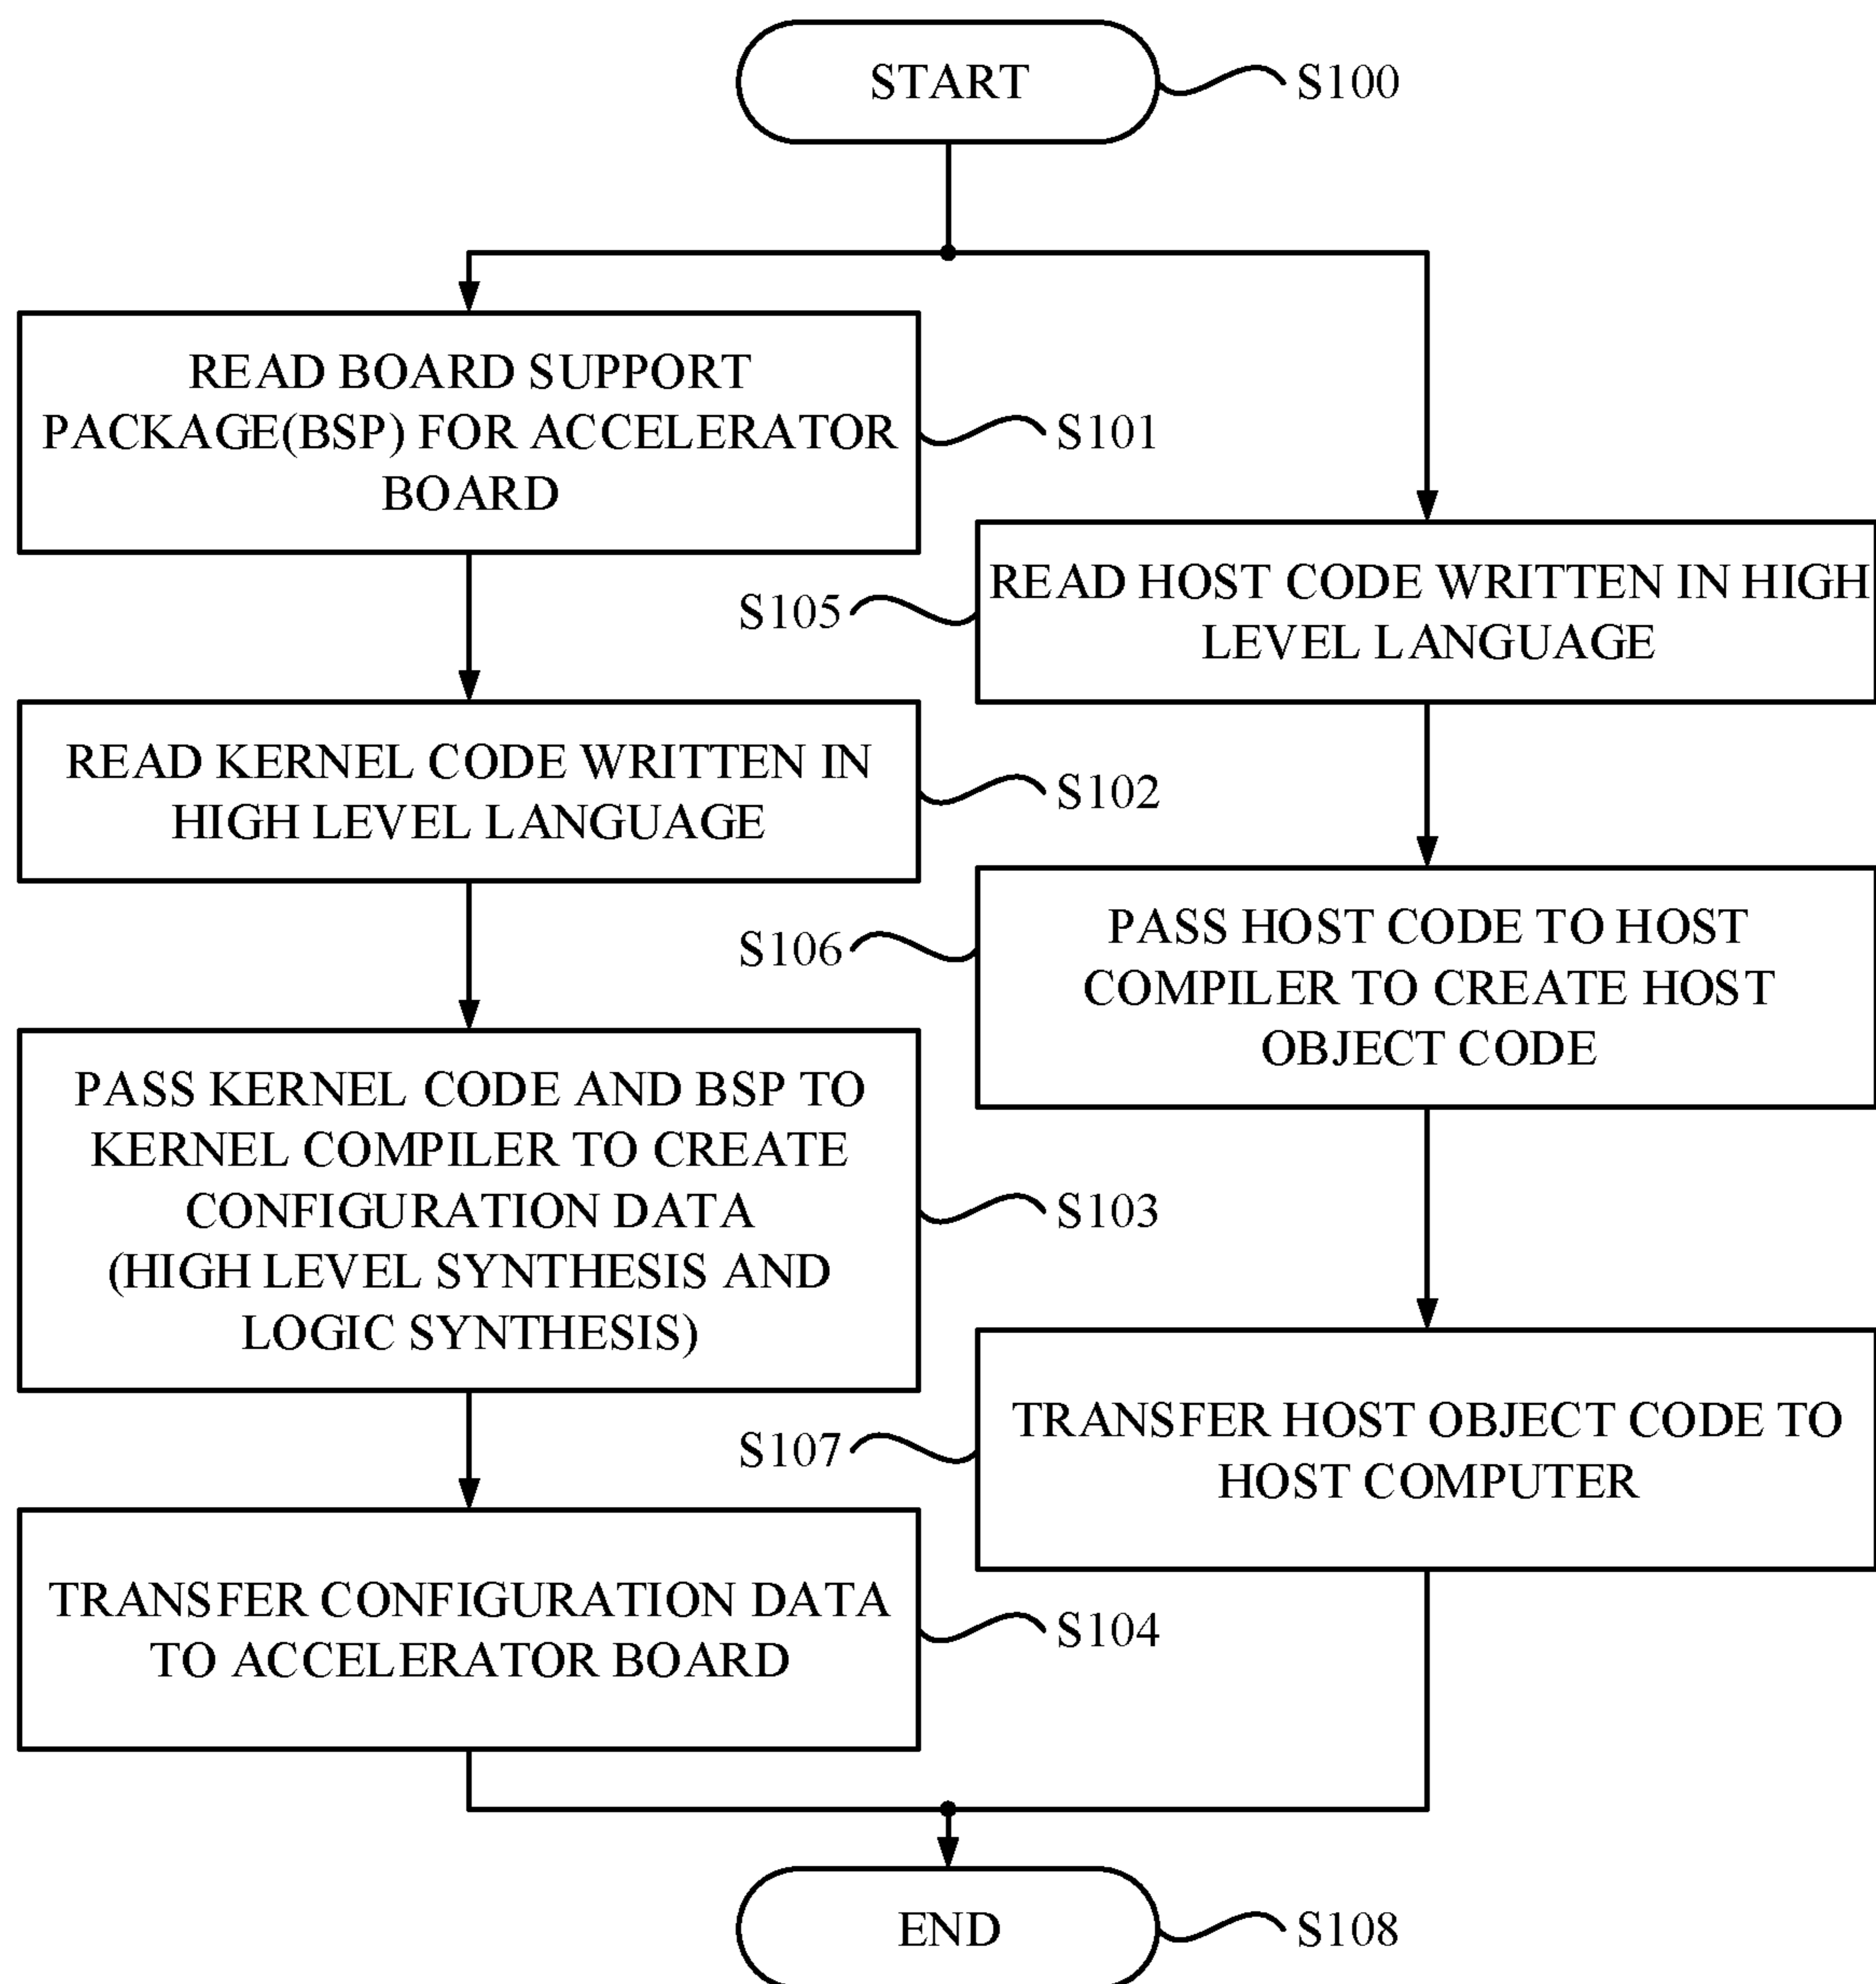 START
S100
READ BOARD SUPPORT
PACKAGE(BSP) FOR ACCELERATOR
BOARD
S101
READ KERNEL CODE WRITTEN IN
HIGH LEVEL LANGUAGE
S102
PASS KERNEL CODE AND BSP TO
KERNEL COMPILER TO CREATE
CONFIGURATION DATA
(HIGH LEVEL SYNTHESIS AND
LOGIC SYNTHESIS)
S103
TRANSFER CONFIGURATION DATA
TO ACCELERATOR BOARD
S104
S105
READ HOST CODE WRITTEN IN HIGH
LEVEL LANGUAGE
S106
PASS HOST CODE TO HOST
COMPILER TO CREATE HOST
OBJECT CODE
S107
TRANSFER HOST OBJECT CODE TO
HOST COMPUTER
END
S108